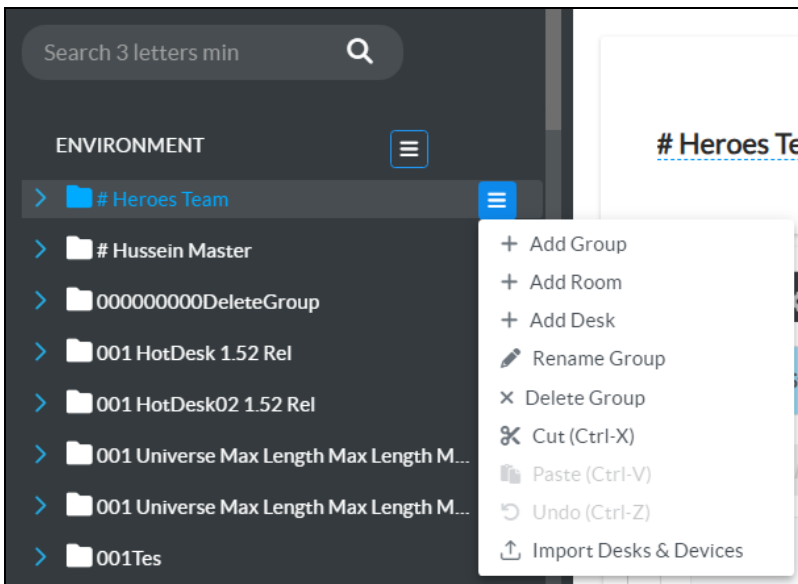 Search 3 letters min
ENVIRONMENT
# Heroes Team
# Heroes Te
# Hussein Master
000000000DeleteGroup
001 HotDesk 1.52 Rel
001 HotDesk02 1.52 Rel
001 Universe Max Length Max Length M...
001 Universe Max Length Max Length M...
001Tes
Add Group
Add Room
Add Desk
Rename Group
Delete Group
Cut (Ctrl-X)
Paste (Ctrl-V)
Undo (Ctrl-Z)
Import Desks & Devices